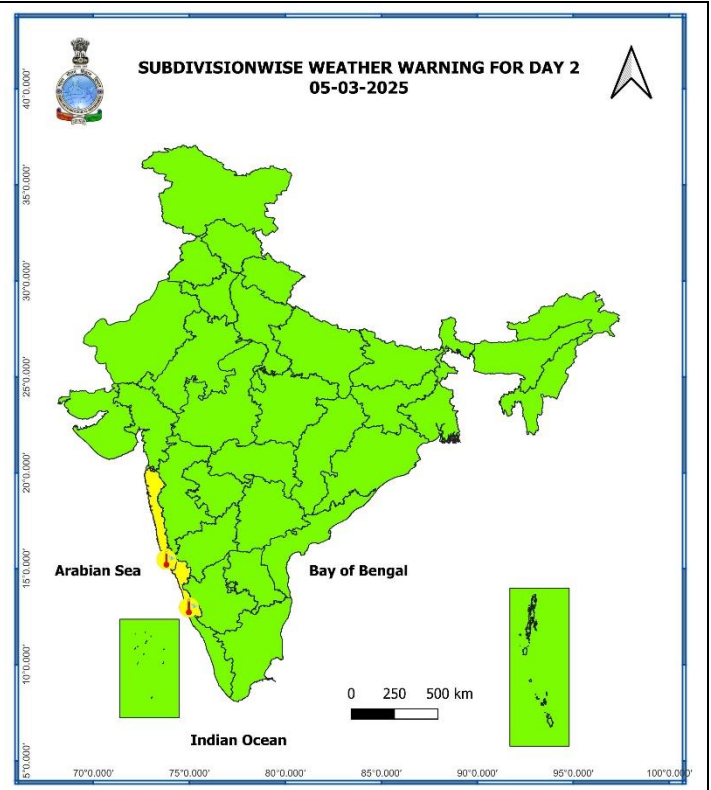 SUBDIVISIONWISE WEATHER WARNING FOR DAY 2
05-03-2025
40°0.000'
35°0.000'
30°0.000'
25°0.000'
20°0.000'
15°0.000'
10°0.000'
5°0.000'
Arabian Sea
Bay of Bengal
0 250 500 km
Indian Ocean
70°0.000' 75°0.000' 80°0.000' 85°0.000' 90°0.000' 95°0.000' 100°0.000'